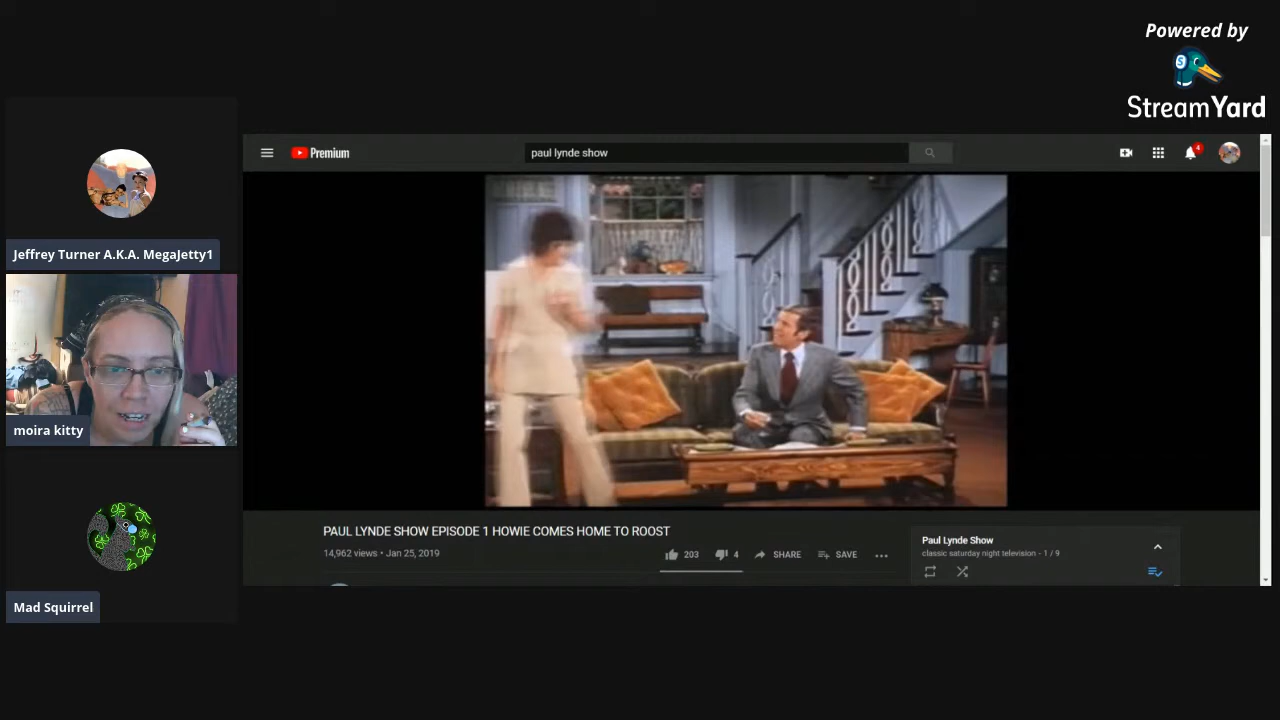 Powered by
StreamYard
Premium
paul lynde show
4
Jeffrey Turner A.K.A. MegaJetty1
moira kitty
Mad Squirrel
PAUL LYNDE SHOW EPISODE 1 HOWIE COMES HOME TO ROOST
14,962 views • Jan 25, 2019
203
4
SHARE
SAVE
Paul Lynde Show
classic saturday night television - 1 / 9